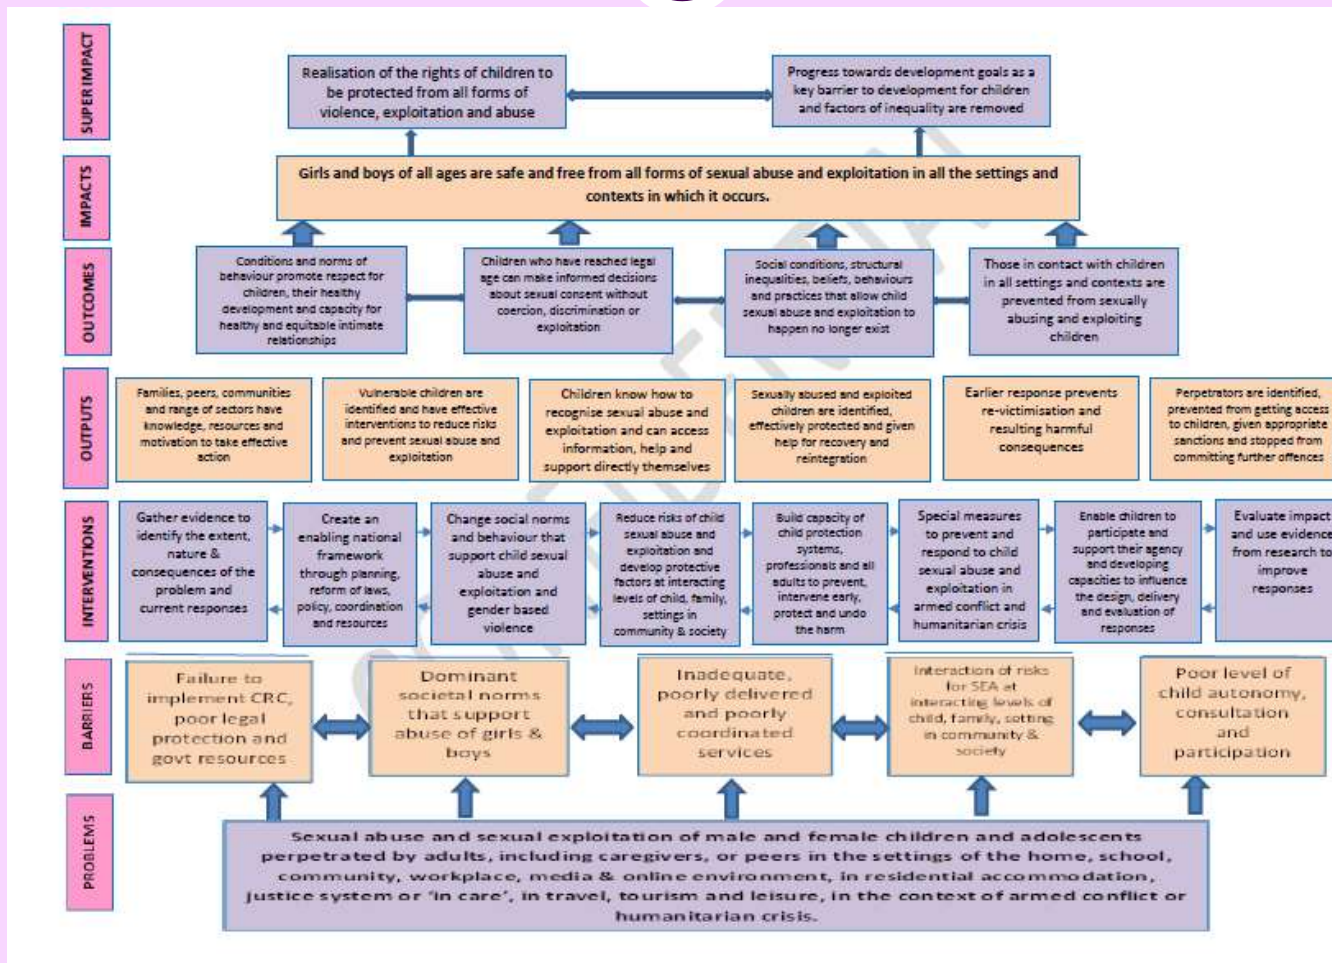 SUPER IMPACT
Realisation of the rights of children to
be protected from all forms of
violence, exploitation and abuse
Progress towards development goals as a
key barrier to development for children
and factors of inequality are removed
IMPACTS
Girls and boys of all ages are safe and free from all forms of sexual abuse and exploitation in all the settings and
contexts in which it occurs.
OUTCOMES
Conditions and norms of
behaviour promote respect for
children, their healthy
development and capacity for
healthy and equitable intimate
relationships
Children who have reached legal
age can make informed decisions
about sexual consent without
coercion, discrimination or
exploitation
Social conditions, structural
inequalities, beliefs, behaviours
and practices that allow child
sexual abuse and exploitation to
happen no longer exist
Those in contact with children
in all settings and contexts are
prevented from sexually
abusing and exploiting
children
OUTPUTS
Families, peers, communities
and range of sectors have
knowledge, resources and
motivation to take effective
action
Vulnerable children are
identified and have effective
interventions to reduce risks
and prevent sexual abuse and
exploitation
Children know how to
recognise sexual abuse and
exploitation and can access
information, help and
support directly themselves
Sexually abused and exploited
children are identified,
effectively protected and given
help for recovery and
reintegration
Earlier response prevents
re-victimisation and
resulting harmful
consequences
Perpetrators are identified,
prevented from getting access
to children, given appropriate
sanctions and stopped from
committing further offences
INTERVENTIONS
Gather evidence to
identify the extent,
nature &
consequences of the
problem and
current responses
Create an
enabling national
framework
through planning,
reform of laws,
policy, coordination
and resources
Change social norms
and behaviour that
support child sexual
abuse and
exploitation and
gender based
violence
Reduce risks of child
sexual abuse and
exploitation and
develop protective
factors at interacting
levels of child, family,
settings in
community & society
Build capacity of
child protection
systems,
professionals and all
adults to prevent,
intervene early,
protect and undo
the harm
Special measures
to prevent and
respond to child
sexual abuse and
exploitation in
armed conflict and
humanitarian crisis
Enable children to
participate and
support their agency
and developing
capacities to influence
the design, delivery
and evaluation of
responses
Evaluate impact
and use evidence
from research to
improve
responses
BARRIERS
Failure to
implement CRC,
poor legal
protection and
govt resources
Dominant
societal norms
that support
abuse of girls &
boys
Inadequate,
poorly delivered
and poorly
coordinated
services
Interaction of risks
for SEA at
interacting levels of
child, family, setting
in community &
society
Poor level of
child autonomy,
consultation
and
participation
PROBLEMS
Sexual abuse and sexual exploitation of male and female children and adolescents
perpetrated by adults, including caregivers, or peers in the settings of the home, school,
community, workplace, media & online environment, in residential accommodation,
justice system or 'in care', in travel, tourism and leisure, in the context of armed conflict or
humanitarian crisis.